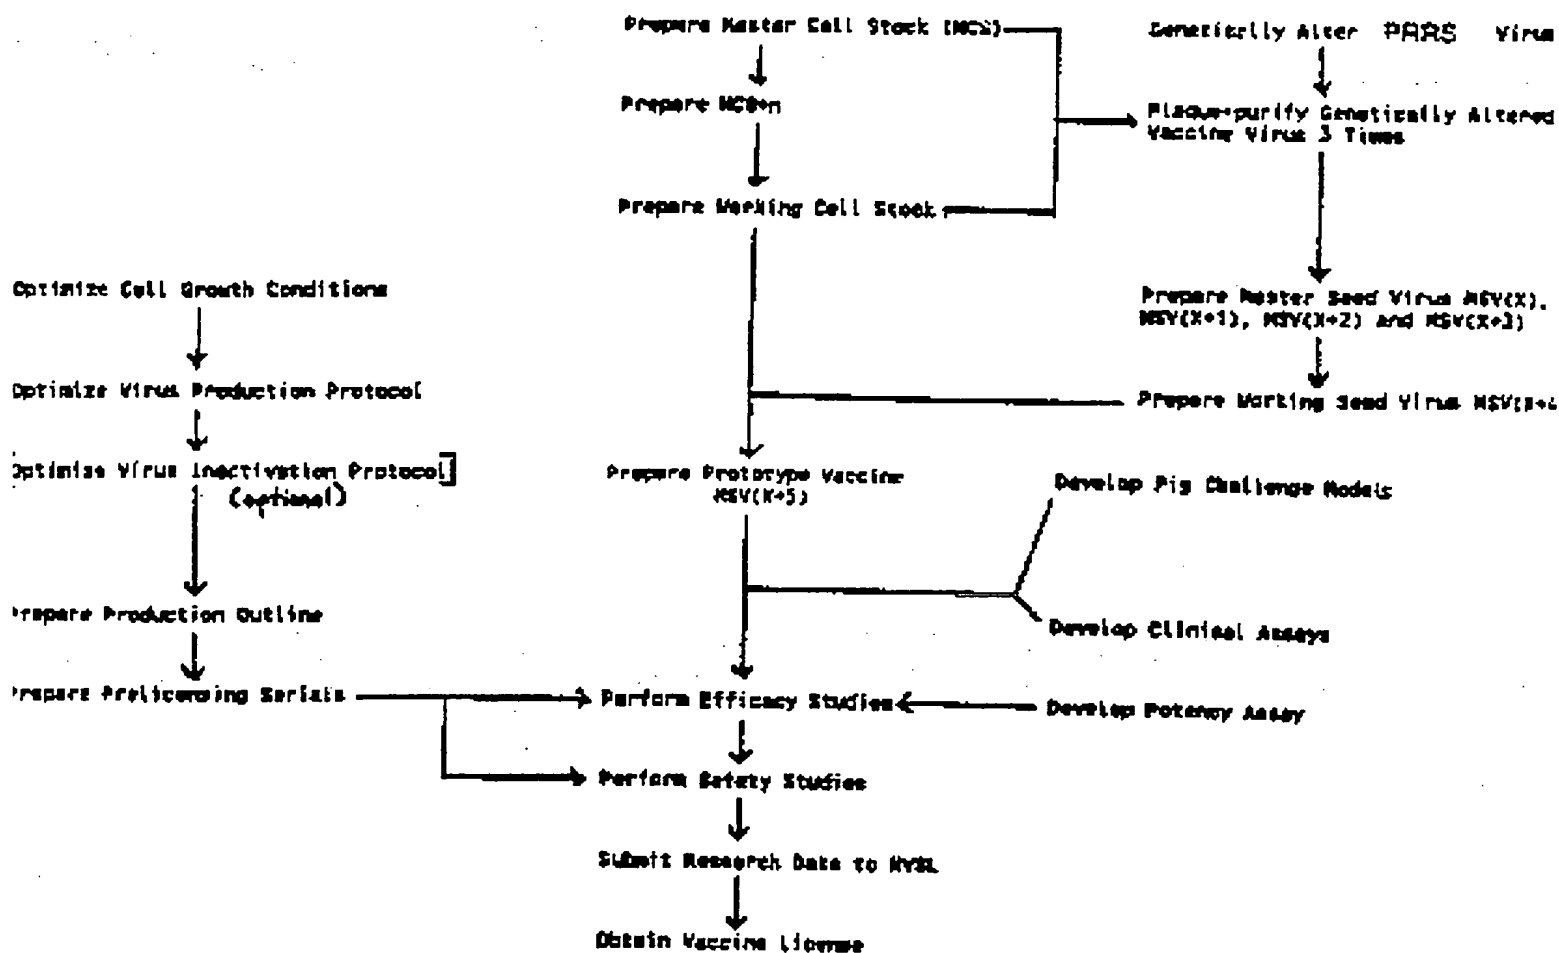 Prepare Master Cell Stock (MCS)
Genetically Alter PRRS Virus
Prepare MCS+n
Plaque-purify Genetically Altered
Vaccine Virus 3 Times
Prepare Working Cell Stock
Optimize Cell Growth Conditions
Prepare Master Seed Virus MSV(X),
MSV(X+1), MSV(X+2) and MSV(X+3)
Optimize Virus Production Protocol
Prepare Working Seed Virus MSV(X+4
Optimize Virus Inactivation Protocol]
(optional)
Prepare Prototype Vaccine
MSV(X+5)
Develop Pig Challenge Models
Prepare Production Outline
Develop Clinical Assays
Prepare Prelicensing Serials
Perform Efficacy Studies
Develop Potency Assay
Perform Safety Studies
Submit Research Data to NVSL
Obtain Vaccine License